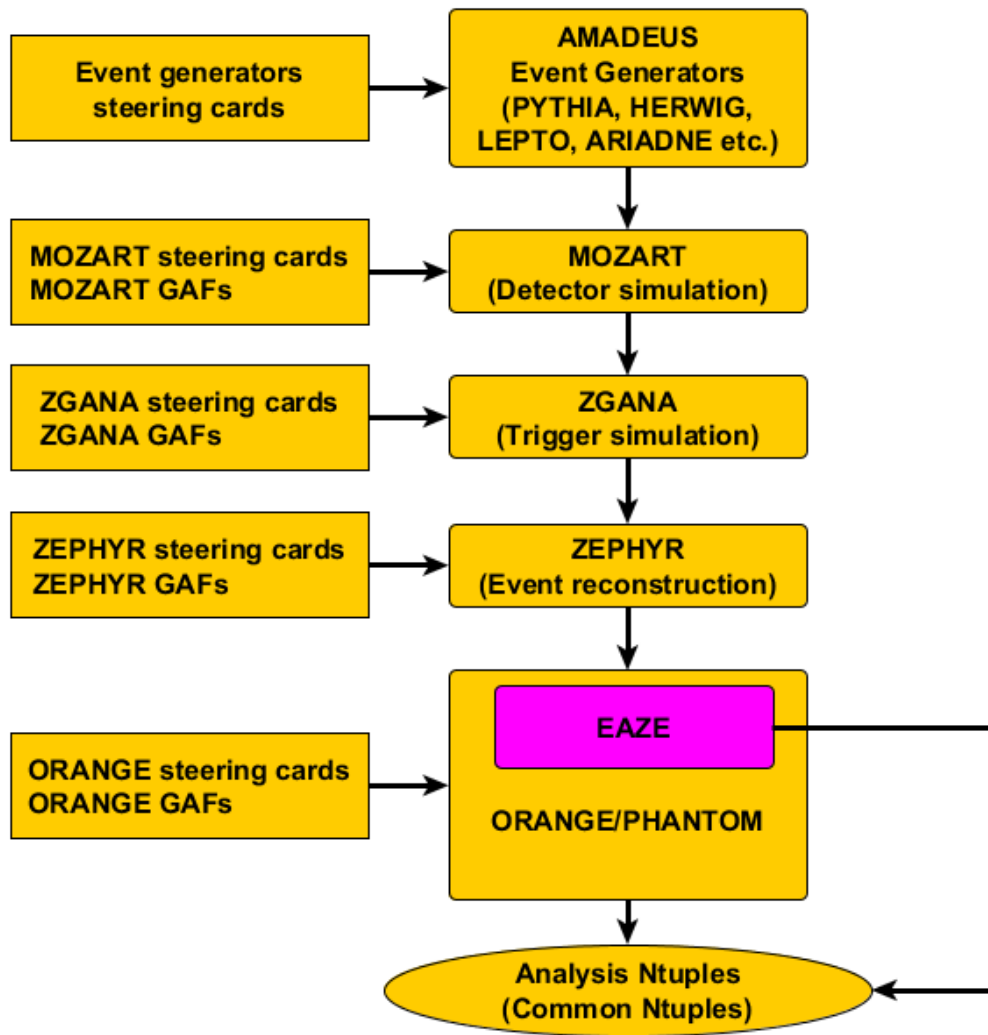 Event generators
steering cards
AMADEUS
Event Generators
(PYTHIA, HERWIG,
LEPTO, ARIADNE etc.)
MOZART steering cards
MOZART GAFs
MOZART
(Detector simulation)
ZGANA steering cards
ZGANA GAFs
ZGANA
(Trigger simulation)
ZEPHYR steering cards
ZEPHYR GAFs
ZEPHYR
(Event reconstruction)
ORANGE steering cards
ORANGE GAFs
EAZE
ORANGE/PHANTOM
Analysis Ntuples
(Common Ntuples)